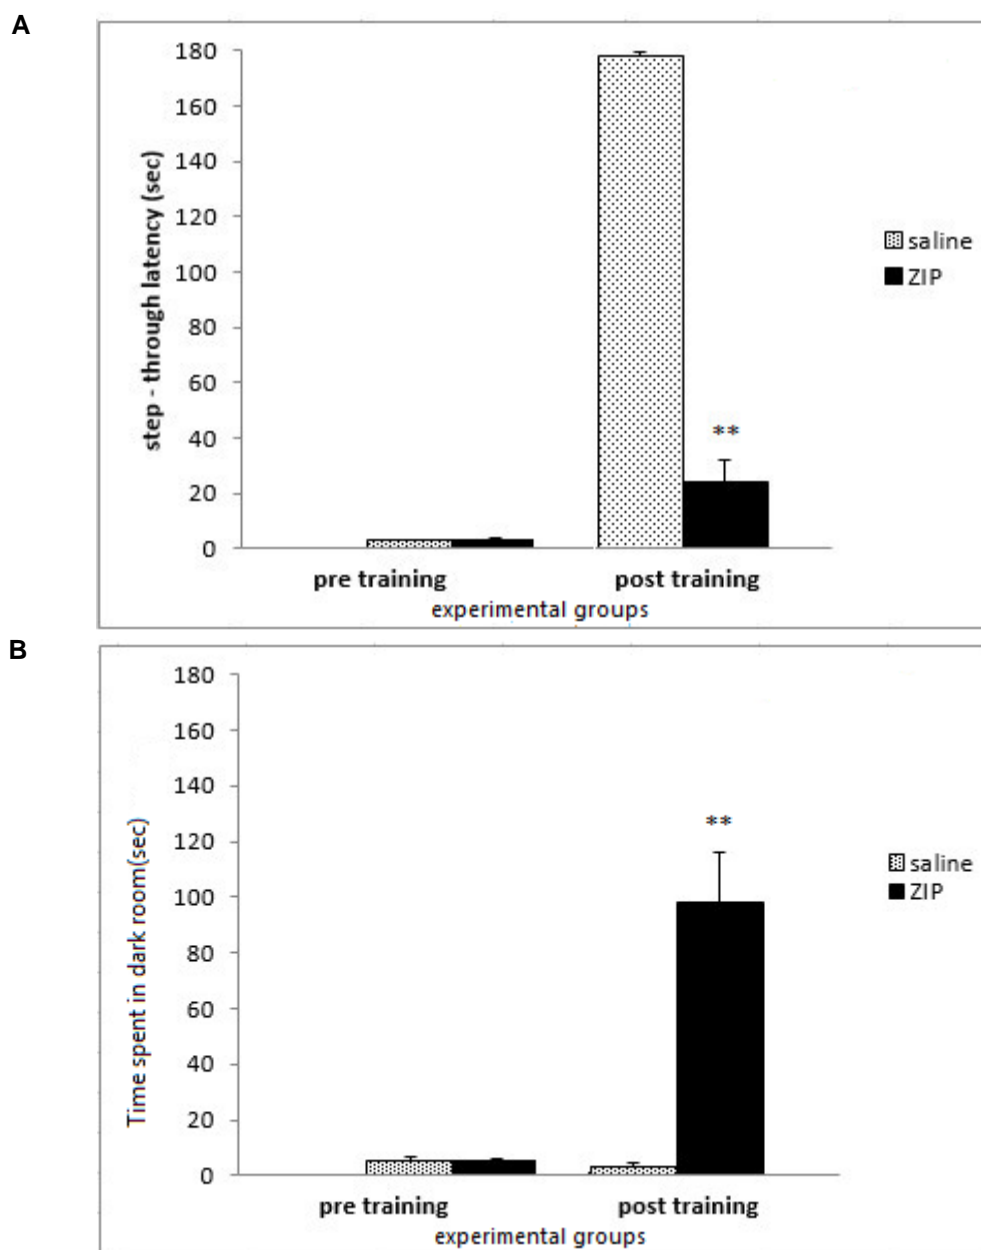 A
180
160
140
120
100
80
60
40
20
0
step - through latency (sec)
**
saline
ZIP
pre training
post training
experimental groups
B
180
160
140
120
100
80
60
40
20
0
Time spent in dark room(sec)
**
saline
ZIP
pre training
post training
experimental groups